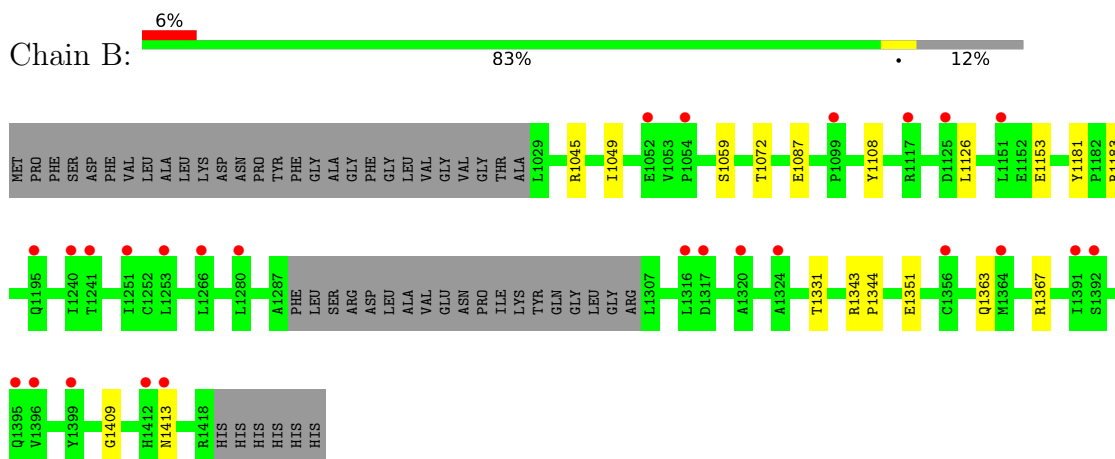 6%
Chain B:
83% • 12%
MET PRO PHE SER ASP PHE VAL LEU ALA LEU LYS ASP ASN PRO TYR PHE GLY ALA GLY PHE GLY LEU VAL GLY VAL GLY THR ALA L1029 R1045 I1049 E1052 V1053 P1054 S1059 T1072 E1087 P1099 Y1108 R1117 D1125 L1126 L1151 E1152 E1153 Y1181 P1182
Q1195 I1240 T1241 I1251 C1252 L1253 L1266 L1280 A1287 PHE LEU SER ARG ASP LEU ALA VAL GLU ASN PRO ILE LYS TYR GLN GLY GLY LEU GLY ARG L1307 L1316 D1317 A1320 A1324 T1331 R1343 P1344 E1351 C1356 Q1363 M1364 R1367 I1391 S1392
Q1395 V1396 Y1399 G1409 H1412 N1413 R1418 HIS HIS HIS HIS HIS HIS